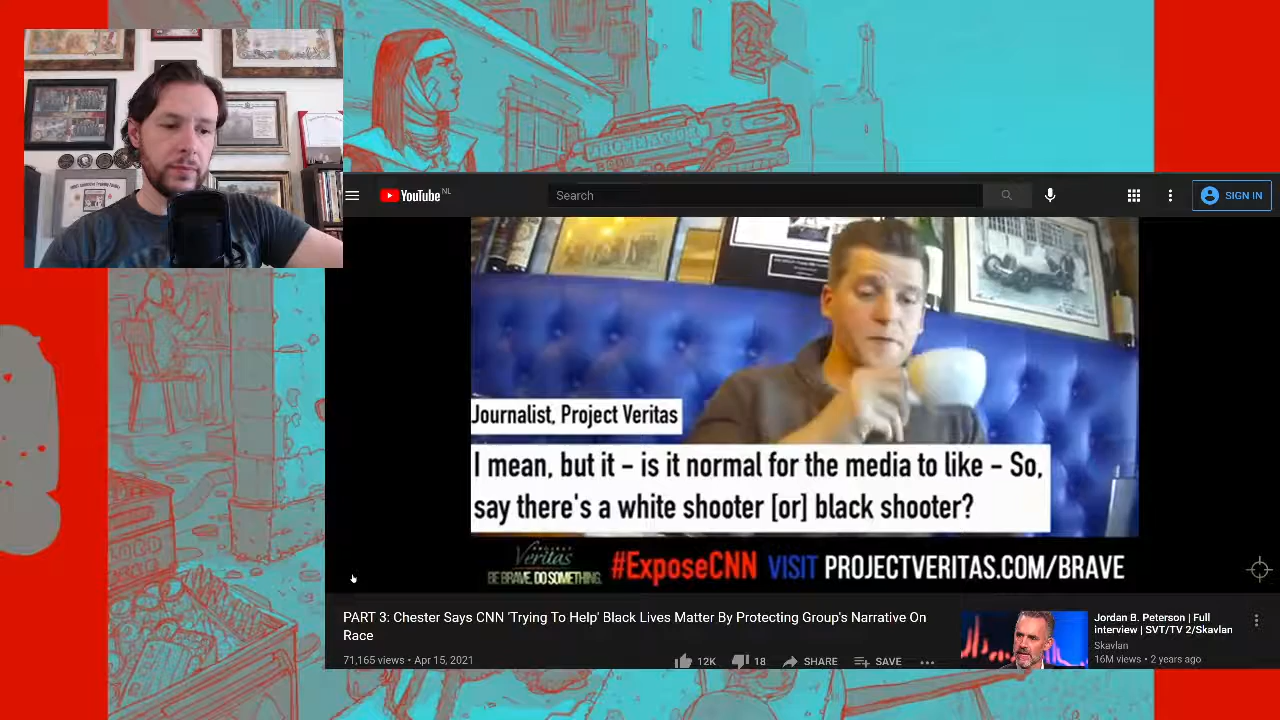 YouTube NL
Search
SIGN IN
Journalist, Project Veritas
I mean, but it – is it normal for the media to like – So,
say there's a white shooter [or] black shooter?
PROJECT
Veritas
BE BRAVE. DO SOMETHING.
#ExposeCNN VISIT PROJECTVERITAS.COM/BRAVE
PART 3: Chester Says CNN 'Trying To Help' Black Lives Matter By Protecting Group's Narrative On
Race
71,165 views • Apr 15, 2021
12K
18
SHARE
SAVE
Jordan B. Peterson | Full
interview | SVT/TV 2/Skavlan
Skavlan
16M views • 2 years ago